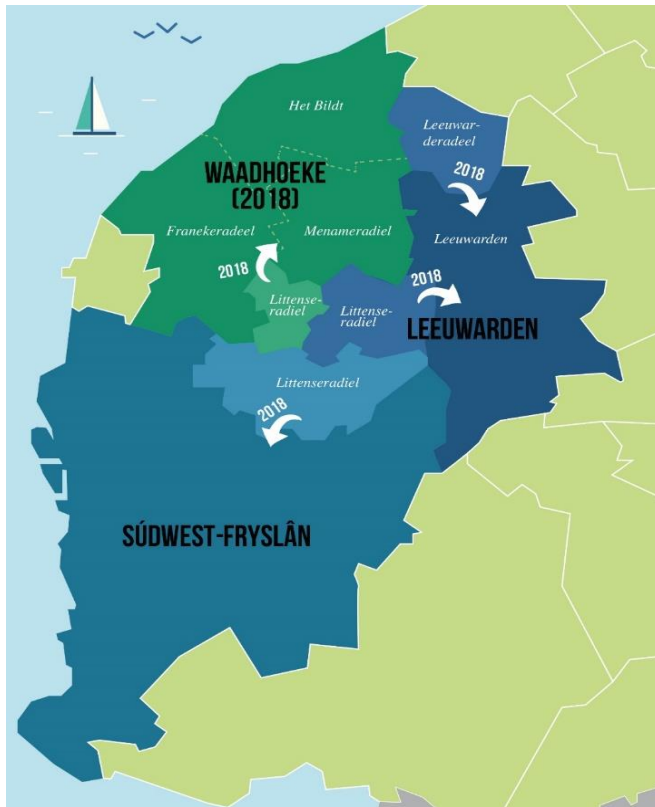 Het Bildt
Leeuwar-
deradeel
2018
WAADHOEKE
(2018)
Franekeradeel
Menameradiel
Leeuwarden
2018
2018
Littense-
radiel
Littense-
radiel
LEEUWARDEN
Littenseradiel
2018
SÚDWEST-FRYSLÂN